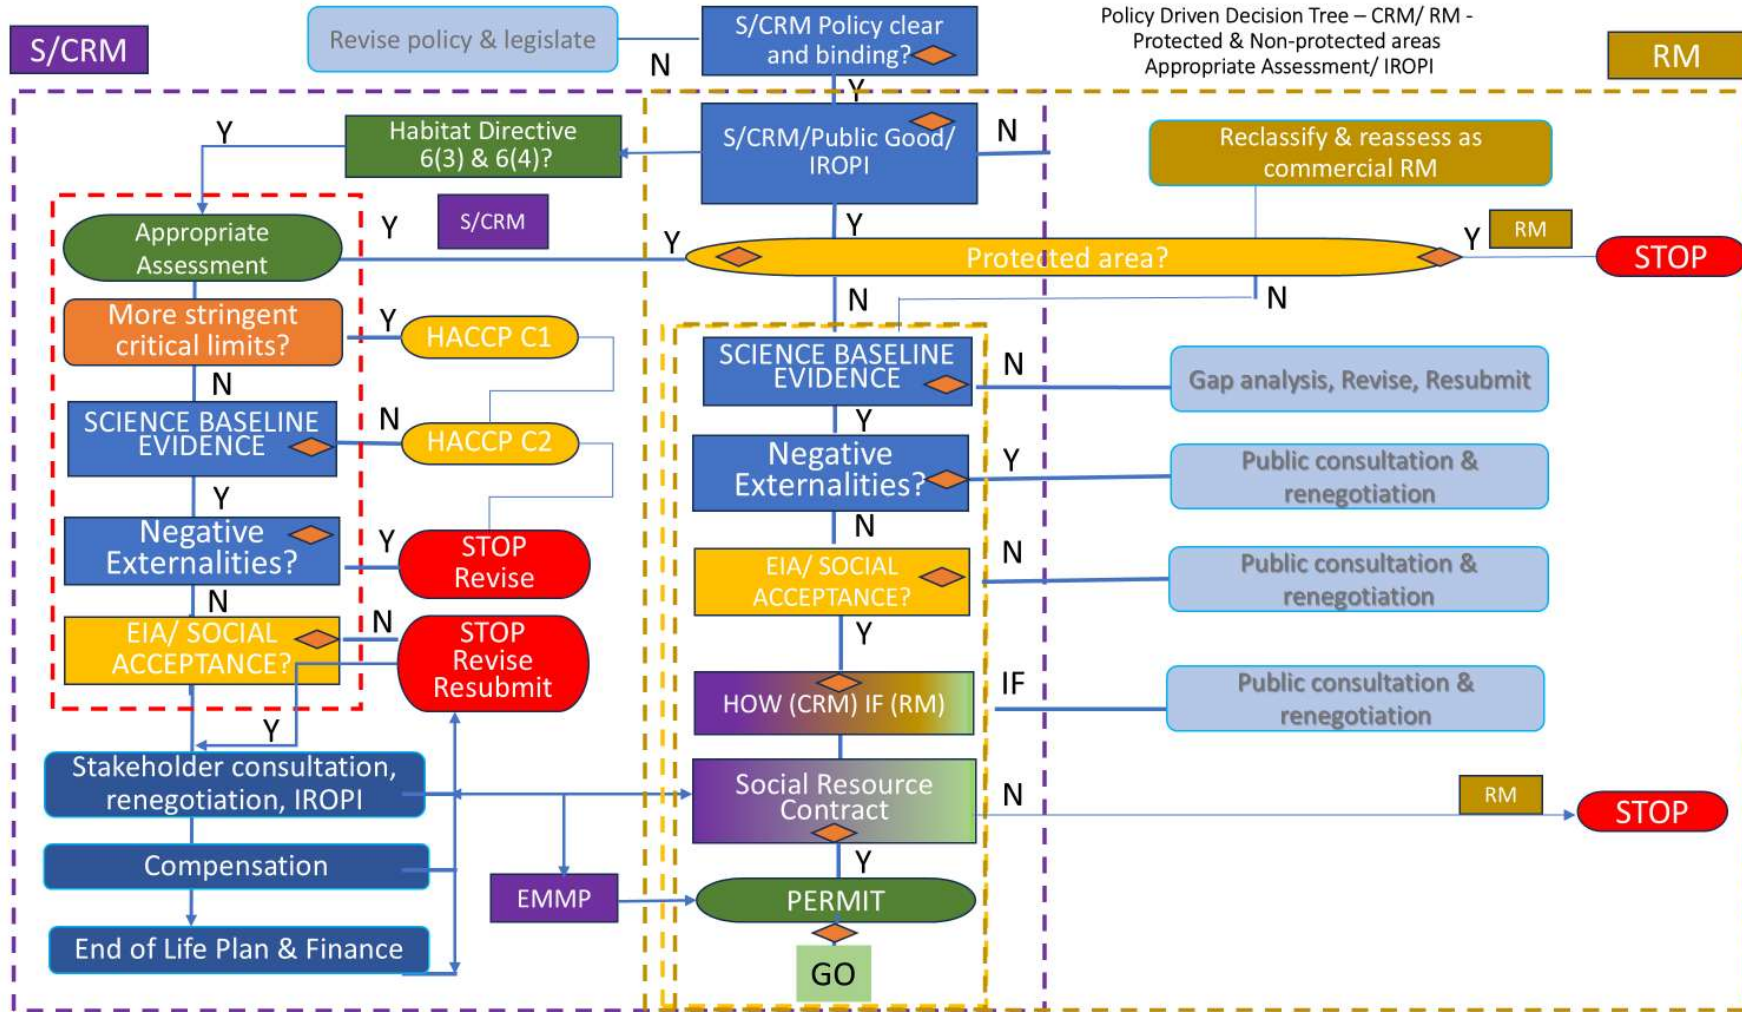 S/CRM
Revise policy & legislate
N
S/CRM Policy clear
and binding?
Policy Driven Decision Tree – CRM/ RM -
Protected & Non-protected areas
Appropriate Assessment/ IROPI
RM
Y
Y
Habitat Directive
6(3) & 6(4)?
S/CRM/Public Good/
IROPI
N
Reclassify & reassess as
commercial RM
Appropriate
Assessment
Y
S/CRM
Y
Y
Protected area?
Y
RM
STOP
N
N
More stringent
critical limits?
Y
HACCP C1
N
SCIENCE BASELINE
EVIDENCE
N
Gap analysis, Revise, Resubmit
SCIENCE BASELINE
EVIDENCE
N
HACCP C2
Y
Y
Negative
Externalities?
Y
Public consultation &
renegotiation
Negative
Externalities?
Y
STOP
Revise
N
N
EIA/ SOCIAL
ACCEPTANCE?
N
Public consultation &
renegotiation
EIA/ SOCIAL
ACCEPTANCE?
N
STOP
Revise
Resubmit
Y
Y
HOW (CRM) IF (RM)
IF
Public consultation &
renegotiation
Stakeholder consultation,
renegotiation, IROPI
Social Resource
Contract
N
RM
STOP
Y
Compensation
EMMP
PERMIT
End of Life Plan & Finance
GO